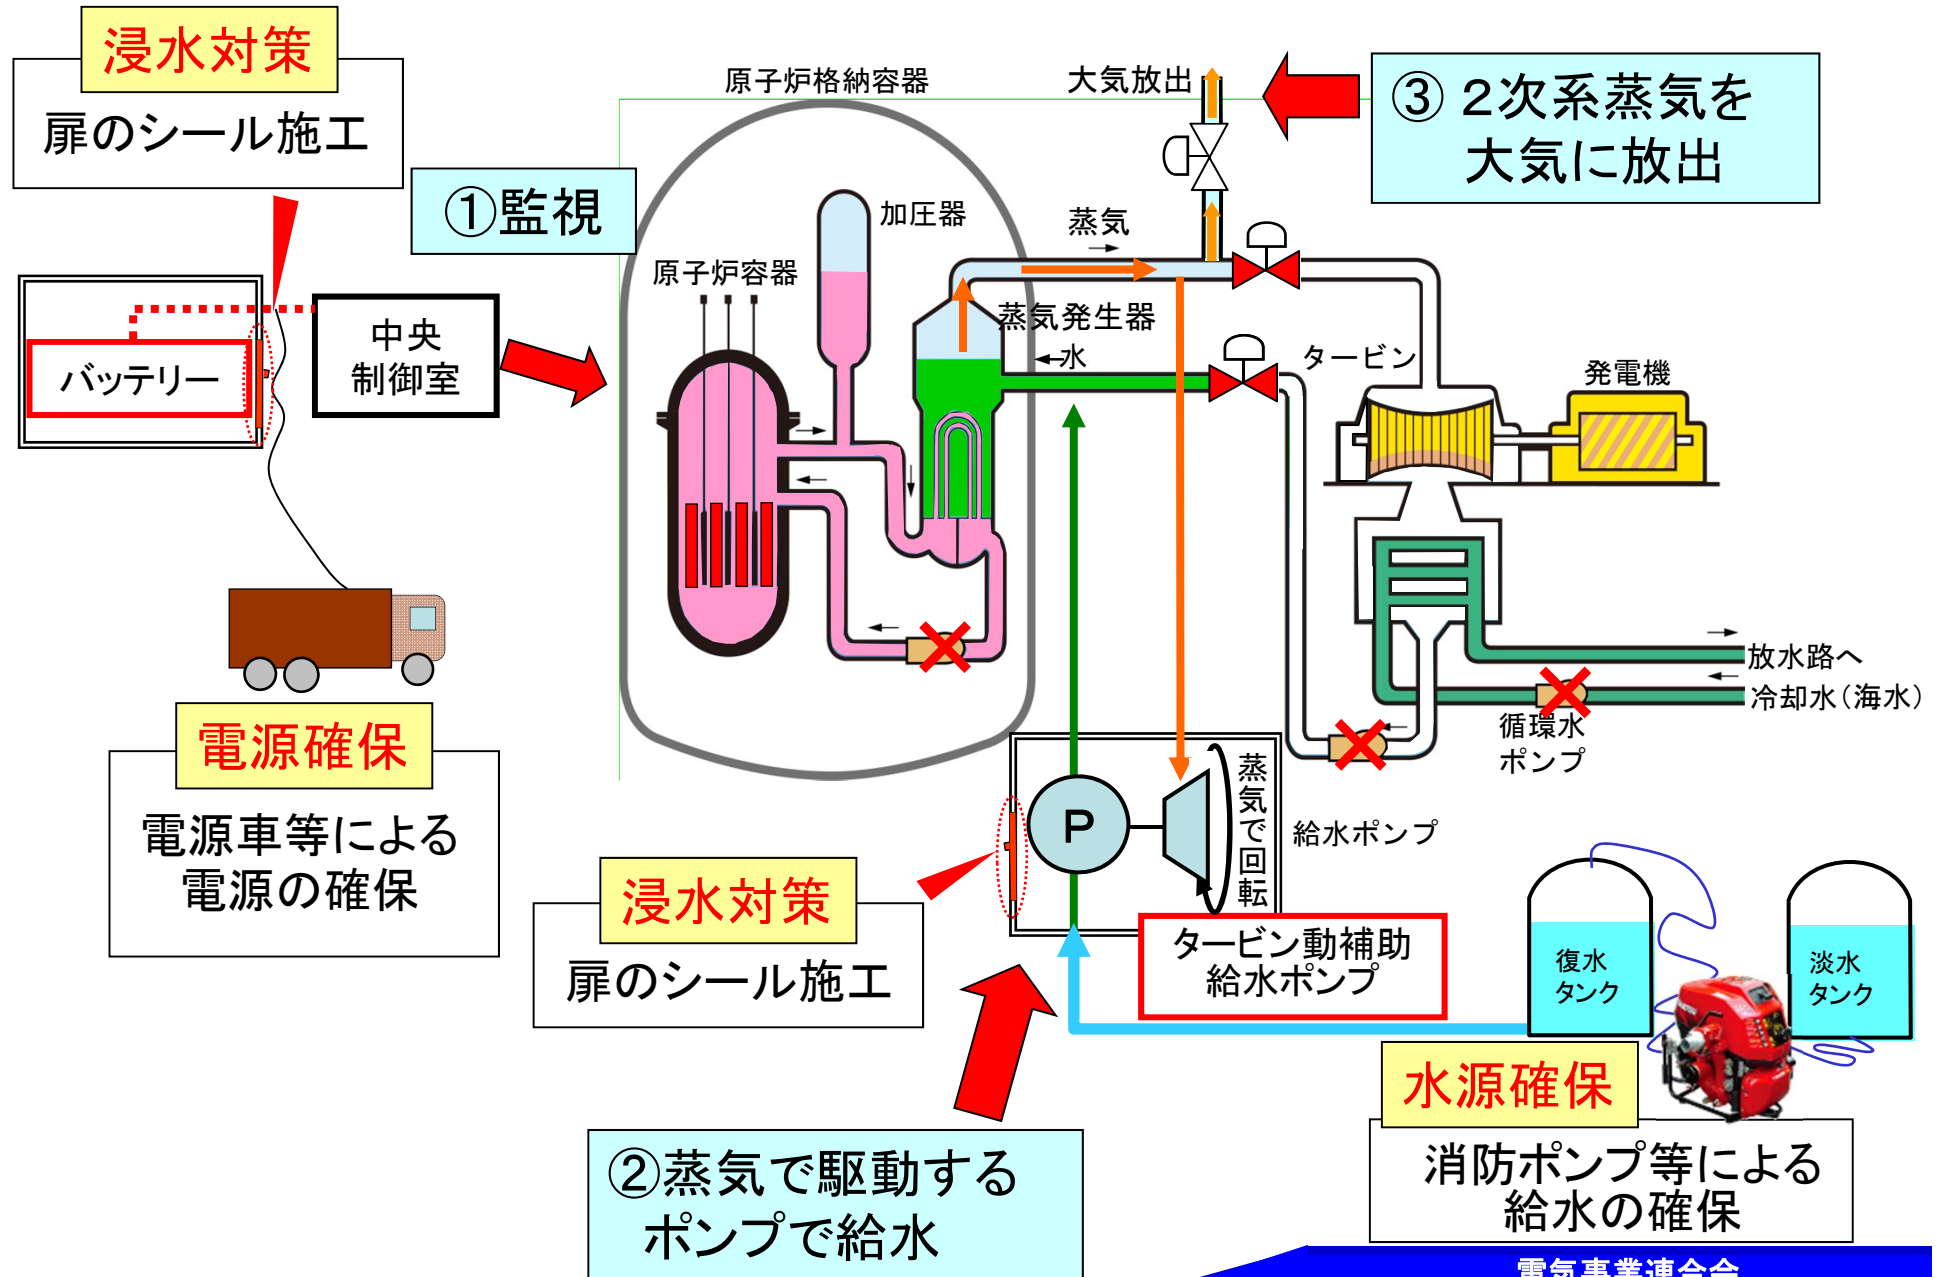 浸水対策
扉のシール施工
①監視
原子炉格納容器
大気放出
③２次系蒸気を
大気に放出
加圧器
蒸気
原子炉容器
蒸気発生器
水
中央
制御室
バッテリー
タービン
発電機
放水路へ
冷却水（海水）
循環水
ポンプ
電源確保
電源車等による
電源の確保
P
蒸気で回転
給水ポンプ
浸水対策
扉のシール施工
タービン動補助
給水ポンプ
復水
タンク
淡水
タンク
水源確保
消防ポンプ等による
給水の確保
②蒸気で駆動する
ポンプで給水
電気事業連合会